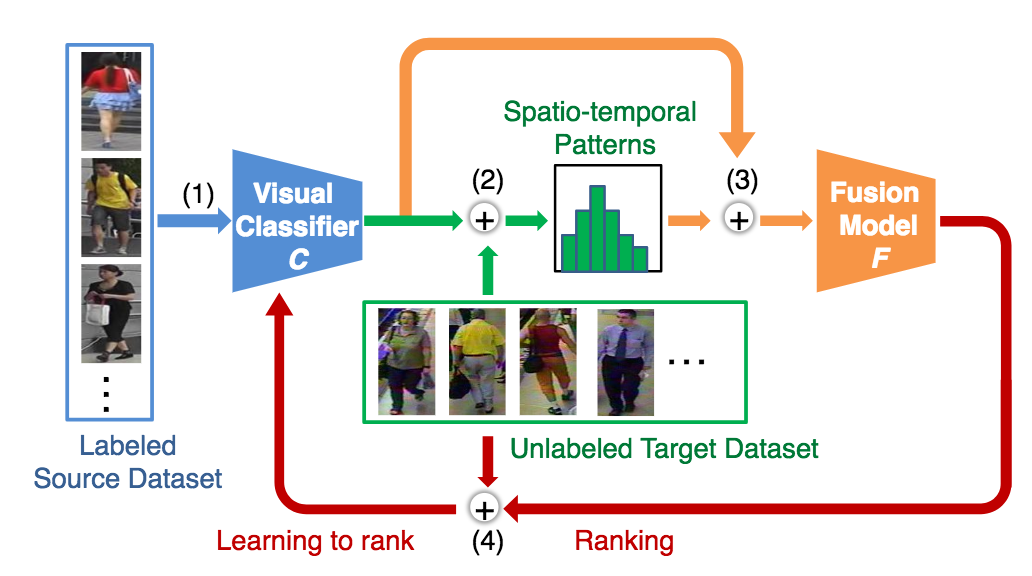 Spatio-temporal
Patterns
(1)
(2)
(3)
Visual
Classifier
C
Fusion
Model
F
...
Labeled
Source Dataset
Unlabeled Target Dataset
Learning to rank
(4)
Ranking